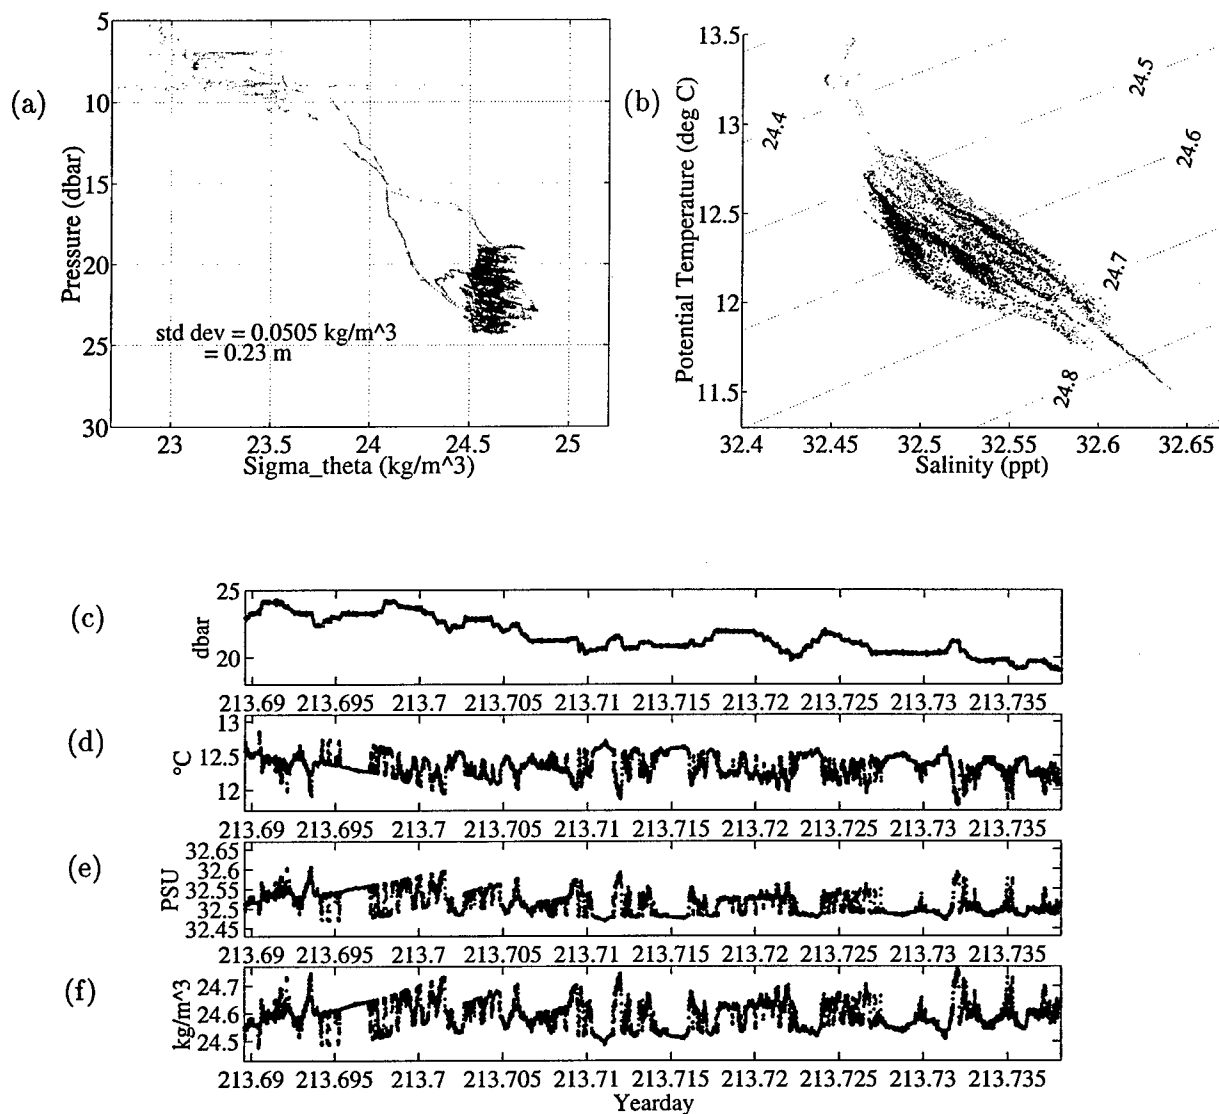 (a)
5
10
15
20
25
30
Pressure (dbar)
std dev = 0.0505 kg/m^3
= 0.23 m
23 23.5 24 24.5 25
Sigma_theta (kg/m^3)
(b)
13.5
13
12.5
12
11.5
Potential Temperature (deg C)
24.4
24.5
24.6
24.7
24.8
32.4 32.45 32.5 32.55 32.6 32.65
Salinity (ppt)
(c)
dbar
25
20
213.69 213.695 213.7 213.705 213.71 213.715 213.72 213.725 213.73 213.735
(d)
°C
13
12.5
12
213.69 213.695 213.7 213.705 213.71 213.715 213.72 213.725 213.73 213.735
(e)
PSU
32.65
32.6
32.55
32.5
32.45
213.69 213.695 213.7 213.705 213.71 213.715 213.72 213.725 213.73 213.735
(f)
kg/m^3
24.7
24.6
24.5
213.69 213.695 213.7 213.705 213.71 213.715 213.72 213.725 213.73 213.735
Yearday